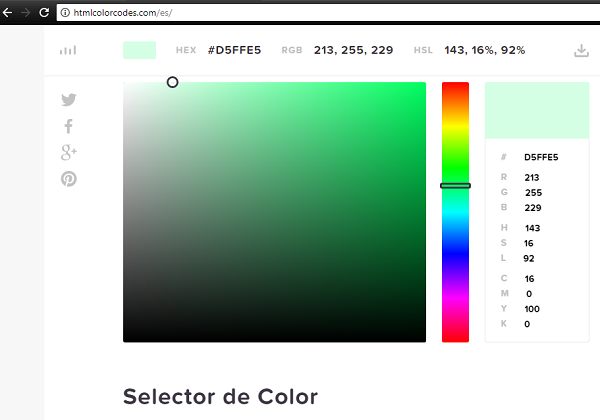 htmlcolorcodes.com/es/
HEX #D5FFE5 RGB 213, 255, 229 HSL 143, 16%, 92%
# D5FFE5
R 213
G 255
B 229
H 143
S 16
L 92
C 16
M 0
Y 100
K 0
Selector de Color